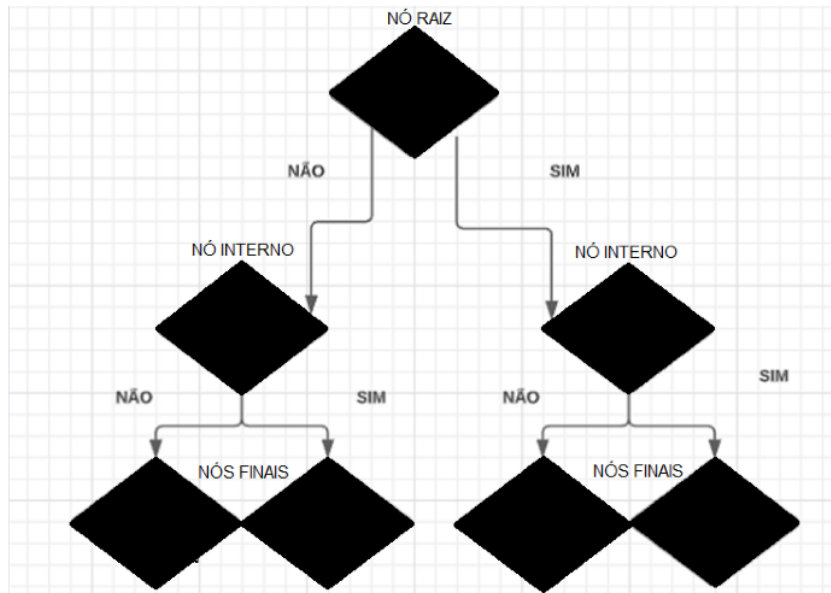 NÓ RAIZ
NÃO
SIM
NÓ INTERNO
NÓ INTERNO
NÃO
SIM
NÃO
SIM
NÓS FINAIS
NÓS FINAIS